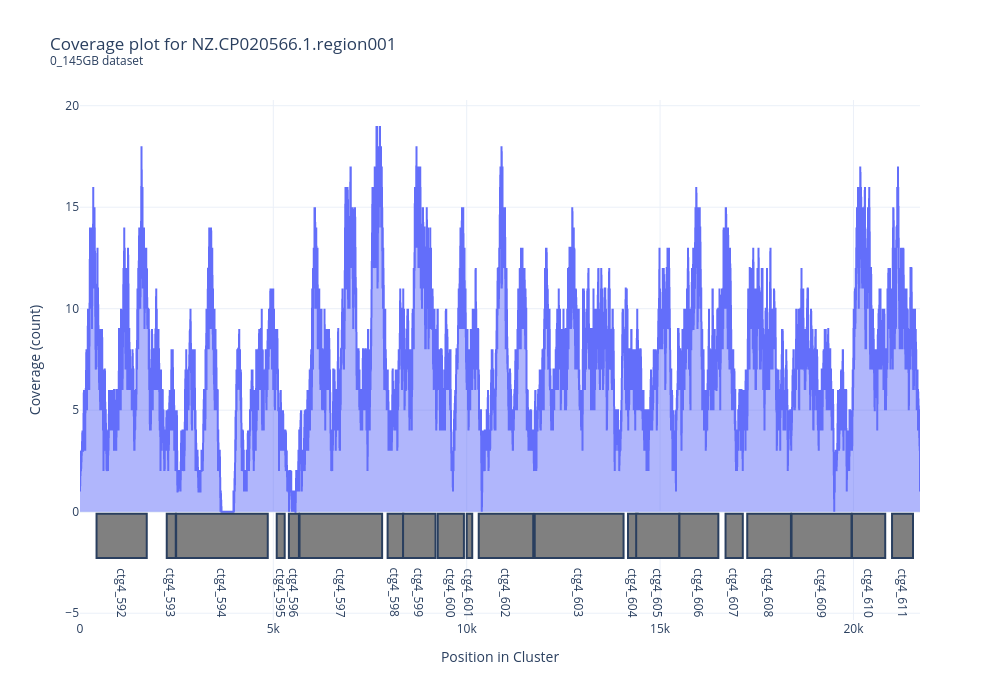 Coverage plot for NZ.CP020566.1.region001
0_145GB dataset
20
15
10
5
0
−5
Coverage (count)
ctg4_592
ctg4_593
ctg4_594
ctg4_595
ctg4_596
ctg4_597
ctg4_598
ctg4_599
ctg4_600
ctg4_601
ctg4_602
ctg4_603
ctg4_604
ctg4_605
ctg4_606
ctg4_607
ctg4_608
ctg4_609
ctg4_610
ctg4_611
0
5k
10k
15k
20k
Position in Cluster